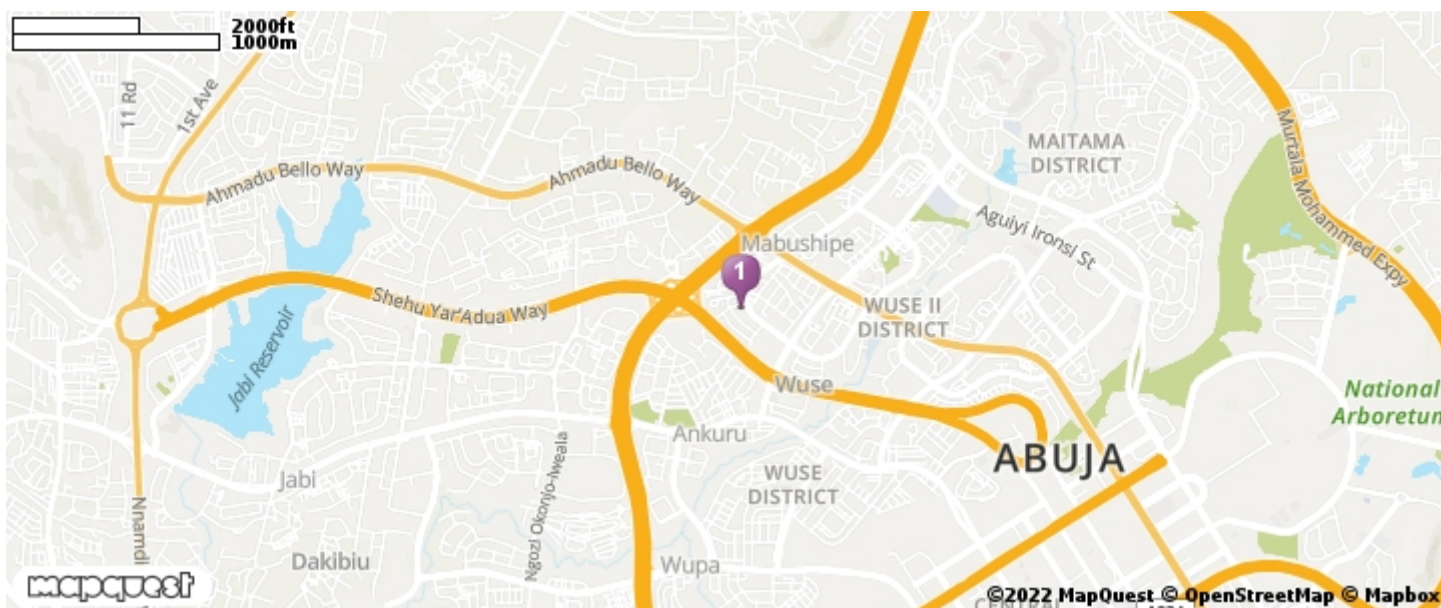 2000ft
1000m
11 Rd
1st Ave
Ahmadu Bello Way
Ahmadu Bello Way
MAITAMA
DISTRICT
Murtala Mohammed Expy
Aguiyi Ironsi St
Mabushipe
1
Shehu Yar'Adua Way
WUSE II
DISTRICT
Jabi Reservoir
Wuse
National
Arboretum
Ankuru
ABUJA
WUSE
DISTRICT
Jabi
Ngozi Okonjo-Iweala
Nnamdi
Dakibiu
Wupa
mapquest
©2022 MapQuest © OpenStreetMap © Mapbox
CENTRAL